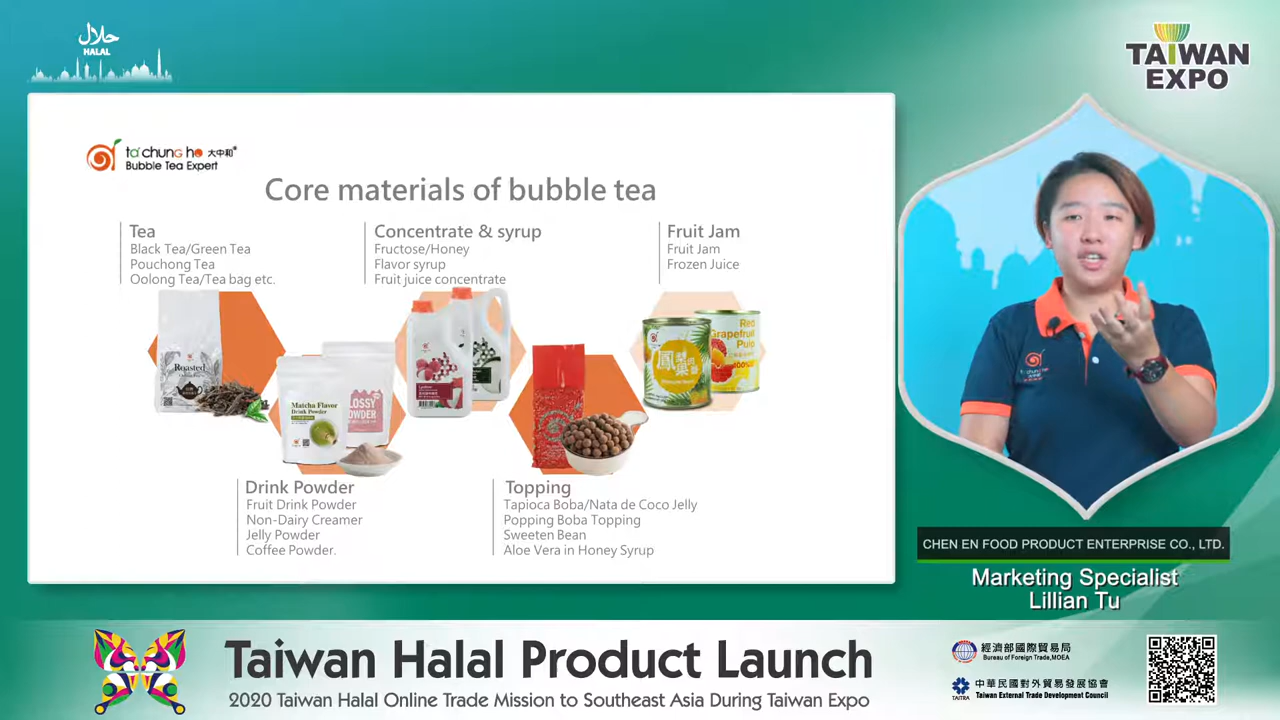 حلال
HALAL
TAIWAN
EXPO
ta chung ho 大中和
Bubble Tea Expert
Core materials of bubble tea
Tea
Black Tea/Green Tea
Pouchong Tea
Oolong Tea/Tea bag etc.
Concentrate & syrup
Fructose/Honey
Flavor syrup
Fruit juice concentrate
Fruit Jam
Fruit Jam
Frozen Juice
Roasted
Matcha Flavor
Drink Powder
LOSSY
OWDER
Red
Grapefruit
Pulp
100%
鳳梨
Drink Powder
Fruit Drink Powder
Non-Dairy Creamer
Jelly Powder
Coffee Powder.
Topping
Tapioca Boba/Nata de Coco Jelly
Popping Boba Topping
Sweeten Bean
Aloe Vera in Honey Syrup
ta chung ho
CHEN EN FOOD PRODUCT ENTERPRISE CO., LTD.
Marketing Specialist
Lillian Tu
Taiwan Halal Product Launch
2020 Taiwan Halal Online Trade Mission to Southeast Asia During Taiwan Expo
經濟部國際貿易局
Bureau of Foreign Trade,MOEA
TAITRA
中華民國對外貿易發展協會
Taiwan External Trade Development Council